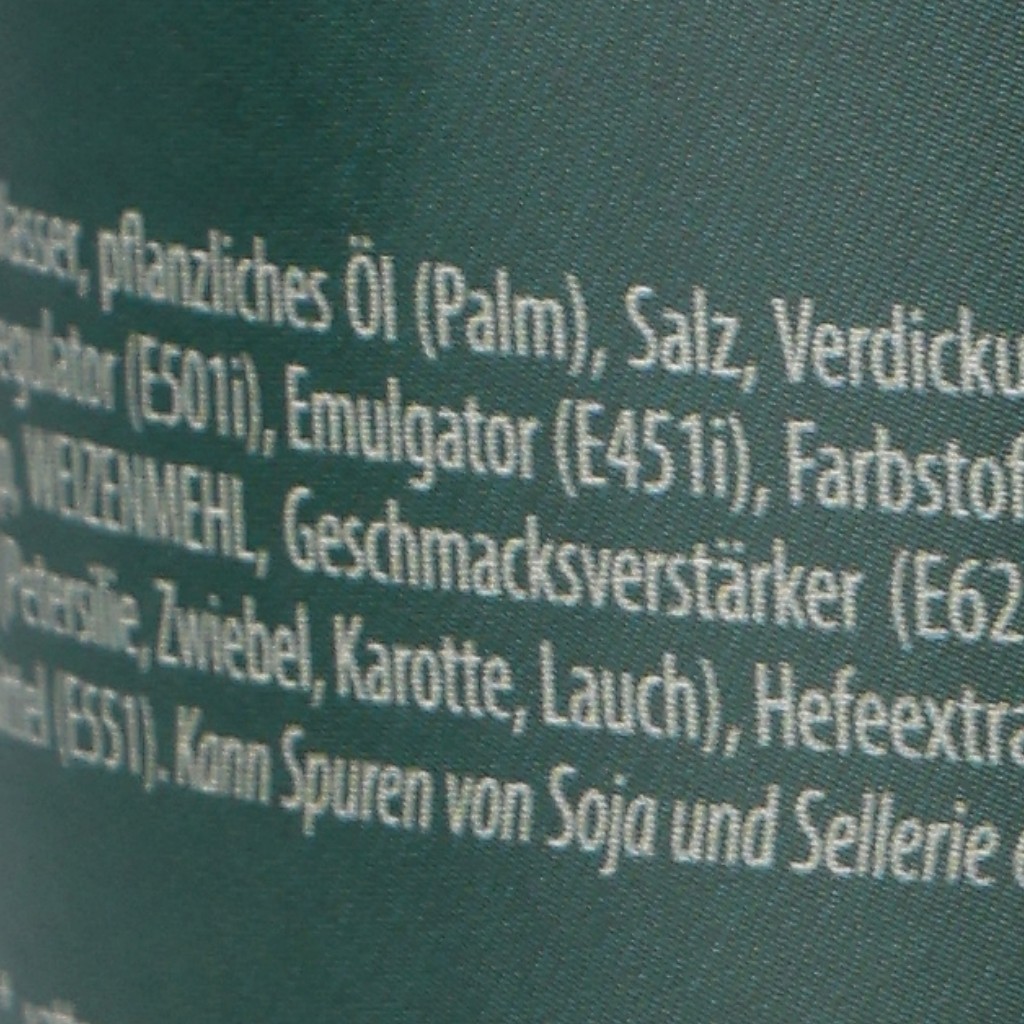 pflanzliches Öl (Palm), Salz, Verdicku
(E501i), Emulgator (E451i), Farbstof
WEIZENMEHL, Geschmacksverstärker (E62
(Petersilie, Zwiebel, Karotte, Lauch), Hefeextra
(E551). Kann Spuren von Soja und Sellerie